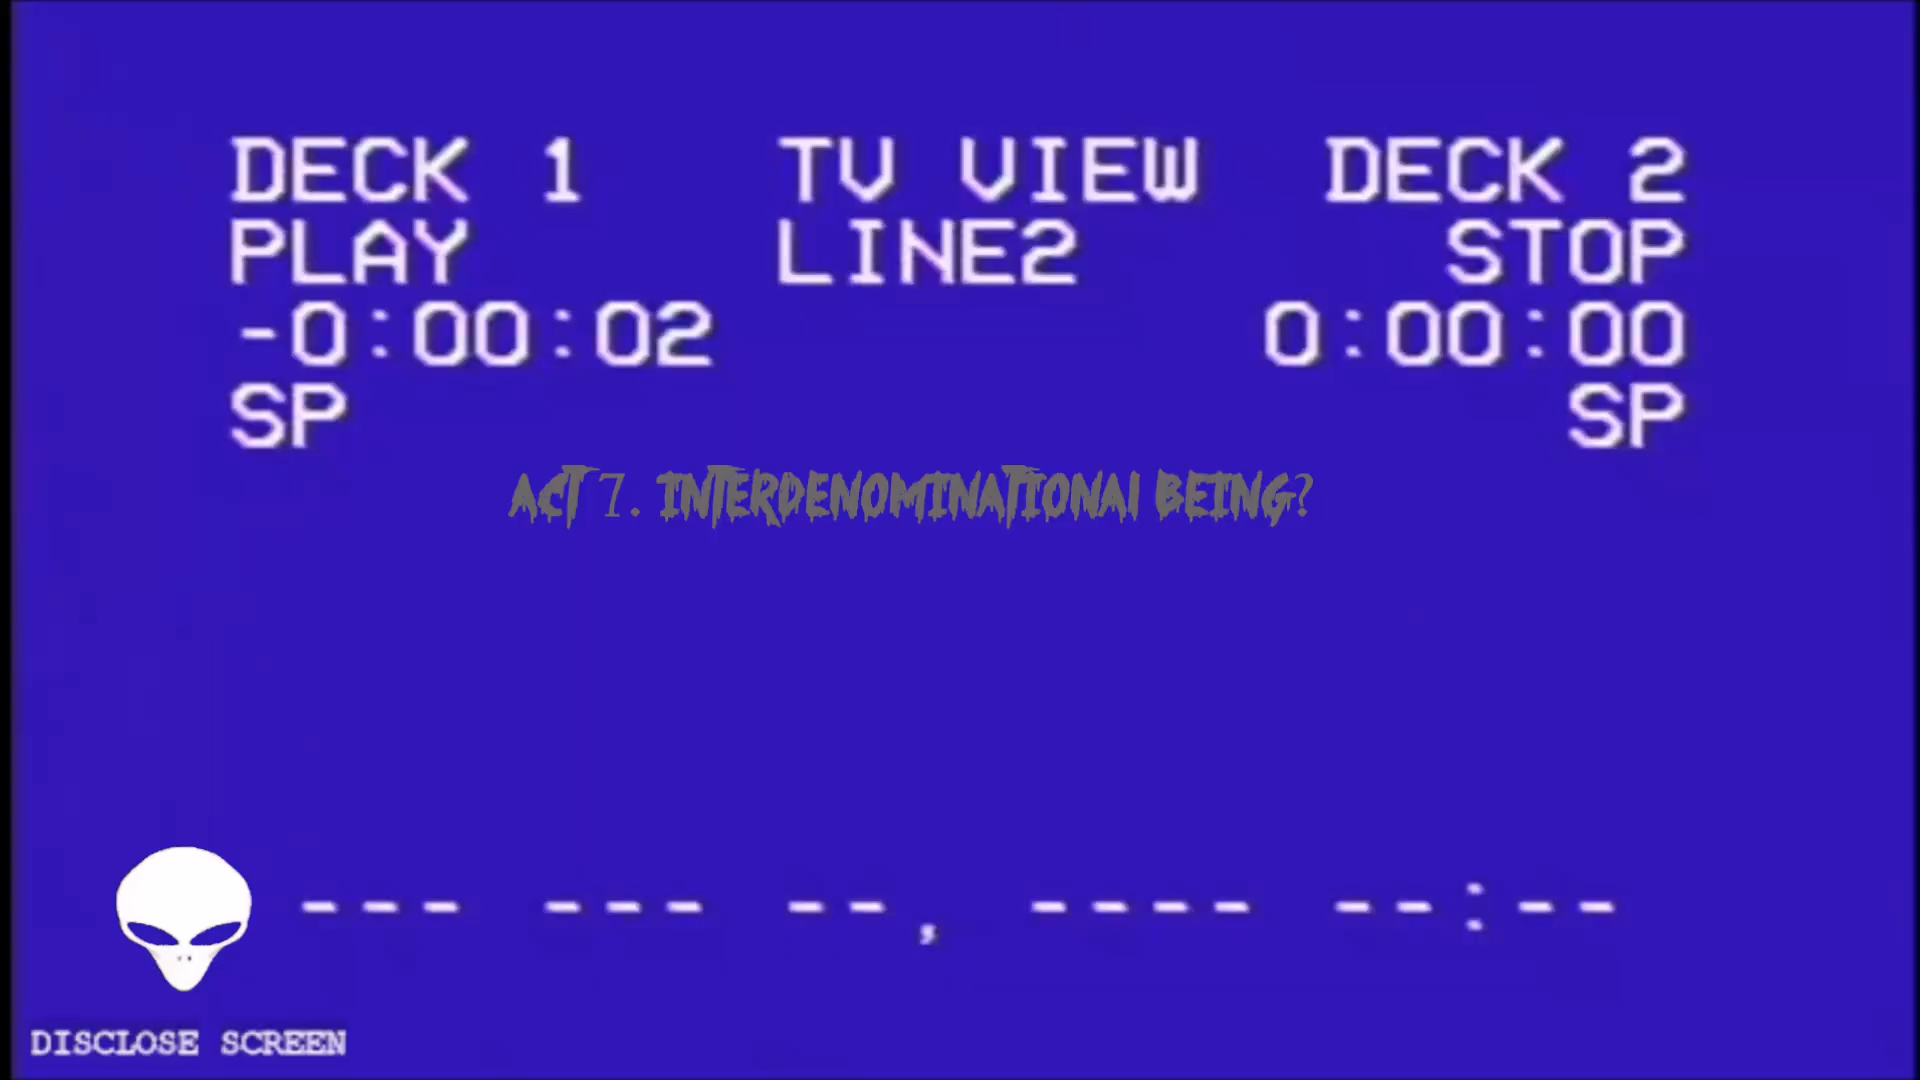 DECK 1 TV VIEW DECK 2
PLAY LINE2 STOP
-0:00:02 0:00:00
SP SP
ACT 7. INTERDENOMINATIONAl BEING?
--- --- --, ---- --:--
DISCLOSE SCREEN